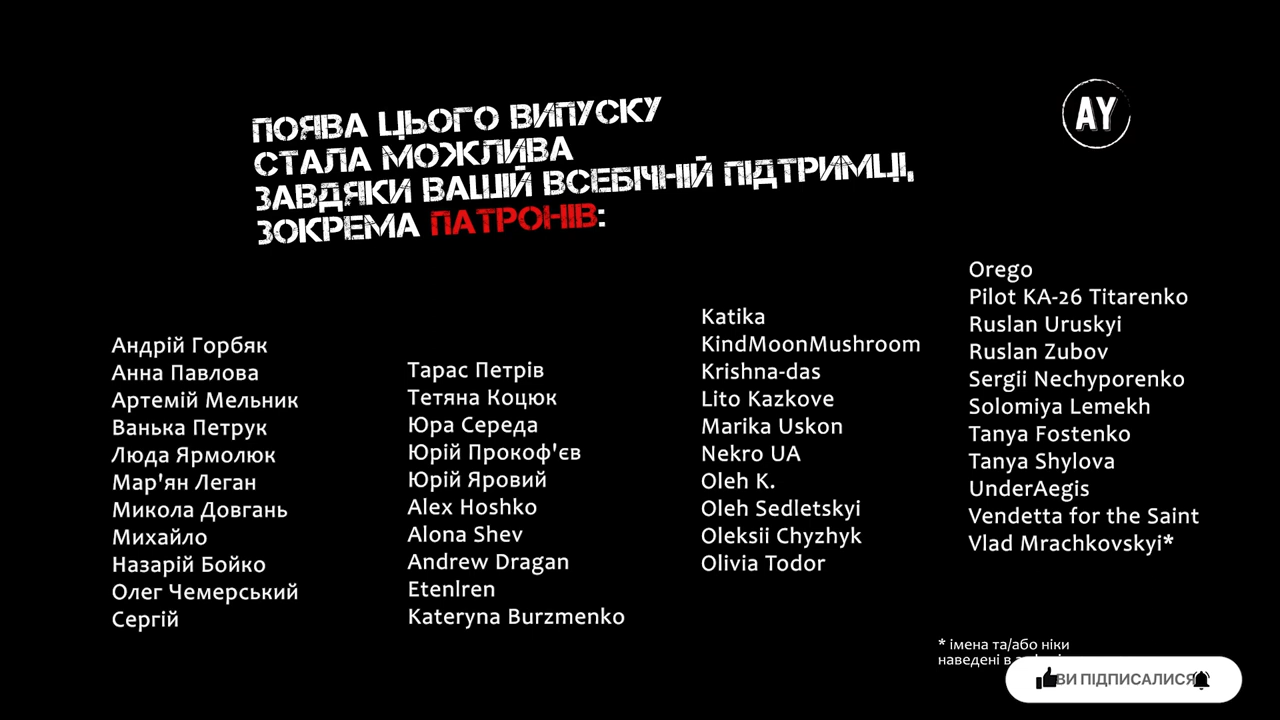 ПОЯВА ЦЬОГО ВИПУСКУ
СТАЛА МОЖЛИВА
ЗАВДЯКИ ВАШІЙ ВСЕБІЧНІЙ ПІДТРИМЦІ,
ЗОКРЕМА ПАТРОНІВ:
АУ
Андрій Горбяк
Анна Павлова
Артемій Мельник
Ванька Петрук
Люда Ярмолюк
Мар'ян Леган
Микола Довгань
Михайло
Назарій Бойко
Олег Чемерський
Сергій
Тарас Петрів
Тетяна Коцюк
Юра Середа
Юрій Прокоф'єв
Юрій Яровий
Alex Hoshko
Alona Shev
Andrew Dragan
Etenlren
Kateryna Burzmenko
Katika
KindMoonMushroom
Krishna-das
Lito Kazkove
Marika Uskon
Nekro UA
Oleh K.
Oleh Sedletskyi
Oleksii Chyzhyk
Olivia Todor
Orego
Pilot KA-26 Titarenko
Ruslan Uruskyi
Ruslan Zubov
Sergii Nechyporenko
Solomiya Lemekh
Tanya Fostenko
Tanya Shylova
UnderAegis
Vendetta for the Saint
Vlad Mrachkovskyi*
* імена та/або ніки
наведені в
ВИ ПІДПИСАЛИСЯ